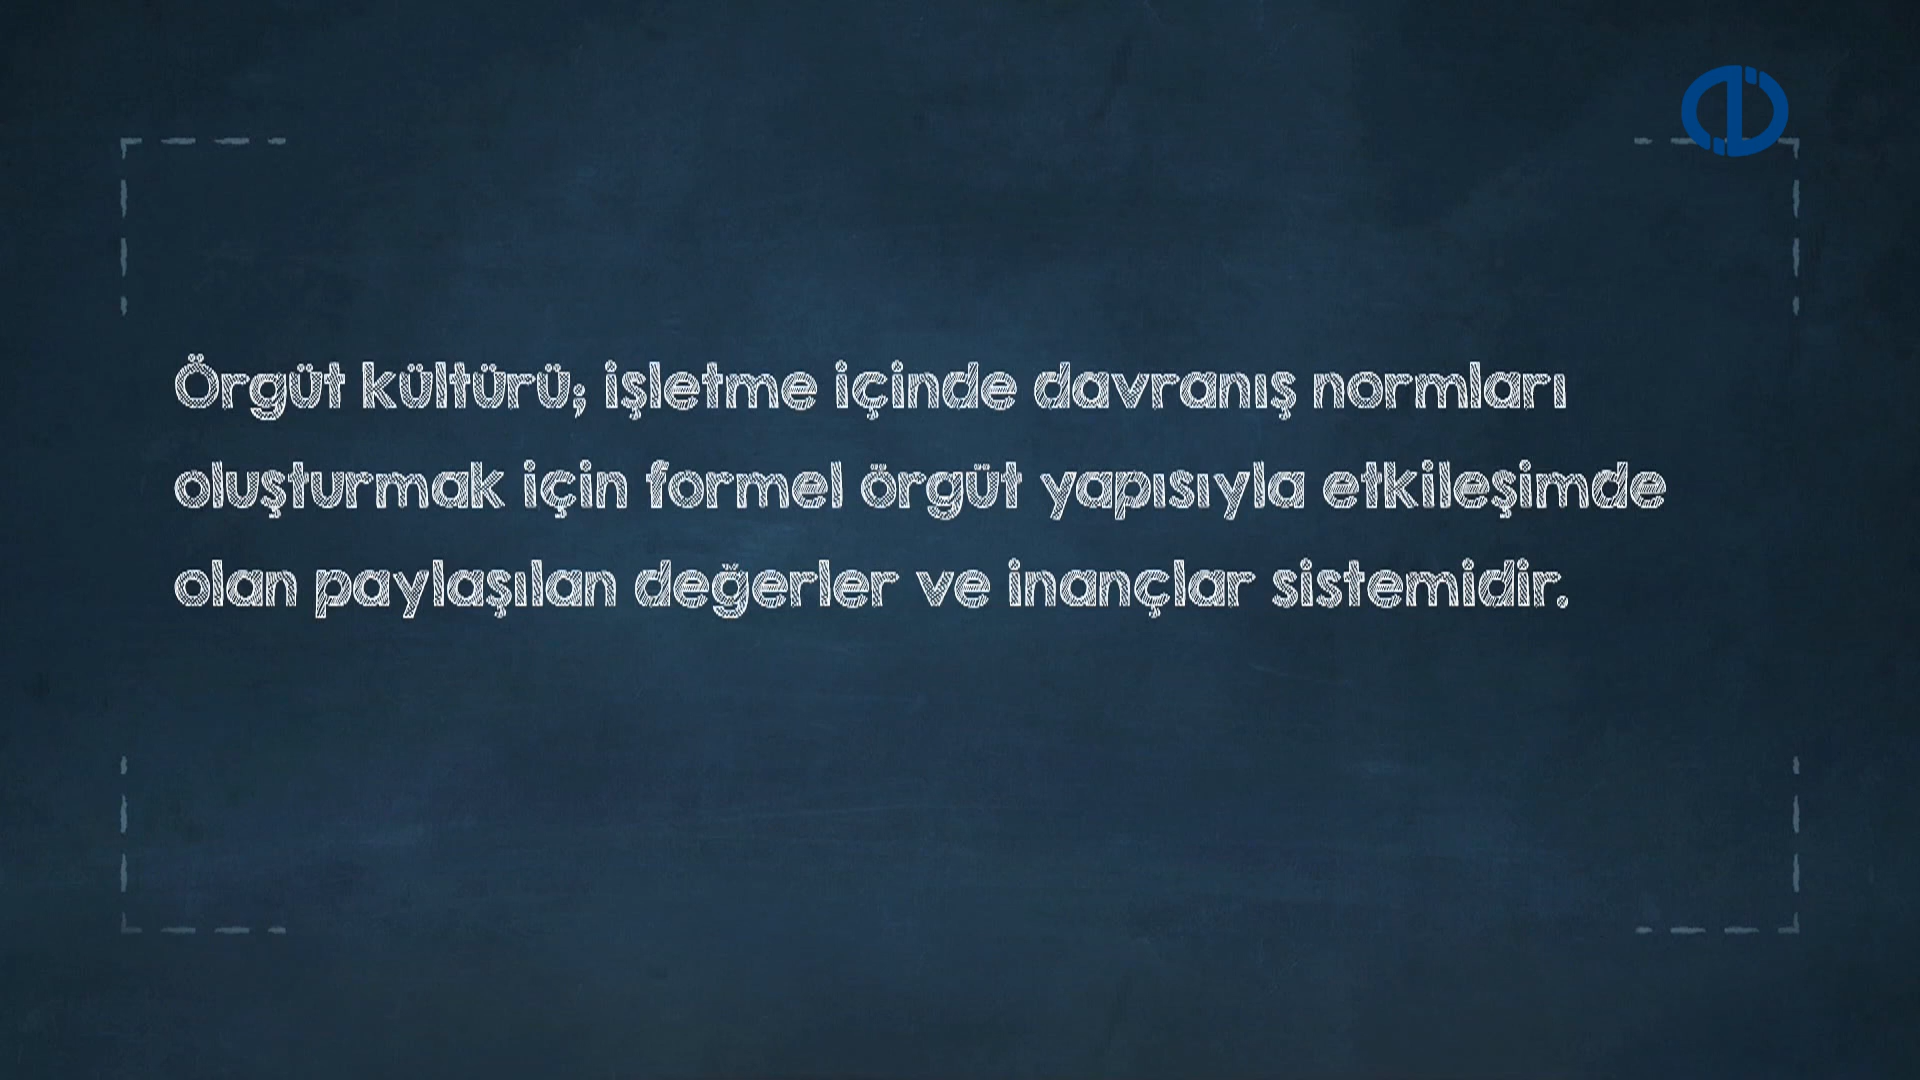 Örgüt kültürü; işletme içinde davranış normları
oluşturmak için formel örgüt yapısıyla etkileşimde
olan paylaşılan değerler ve inançlar sistemidir.